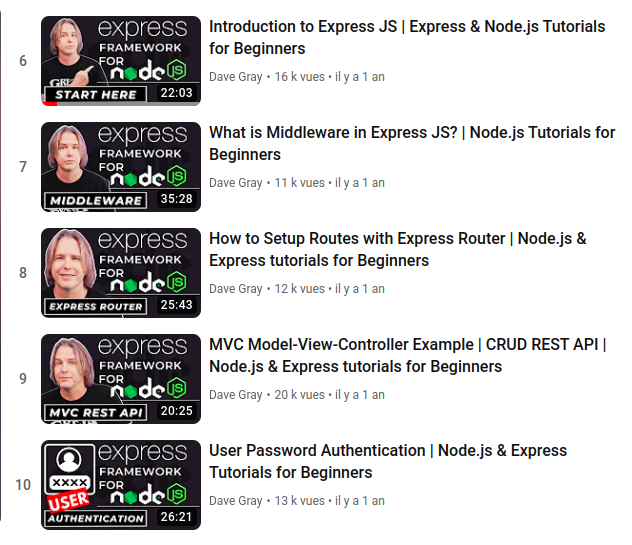 6
express
FRAMEWORK
FOR
node
JS
START HERE
22:03
Introduction to Express JS | Express & Node.js Tutorials
for Beginners
Dave Gray • 16 k vues • il y a 1 an
7
express
FRAMEWORK
FOR
node
JS
MIDDLEWARE
35:28
What is Middleware in Express JS? | Node.js Tutorials for
Beginners
Dave Gray • 11 k vues • il y a 1 an
8
express
FRAMEWORK
FOR
node
JS
EXPRESS ROUTER
25:43
How to Setup Routes with Express Router | Node.js &
Express tutorials for Beginners
Dave Gray • 12 k vues • il y a 1 an
9
express
FRAMEWORK
FOR
node
JS
MVC REST API
20:25
MVC Model-View-Controller Example | CRUD REST API |
Node.js & Express tutorials for Beginners
Dave Gray • 20 k vues • il y a 1 an
10
express
FRAMEWORK
FOR
node
JS
XXXX
USER
AUTHENTICATION
26:21
User Password Authentication | Node.js & Express
Tutorials for Beginners
Dave Gray • 13 k vues • il y a 1 an